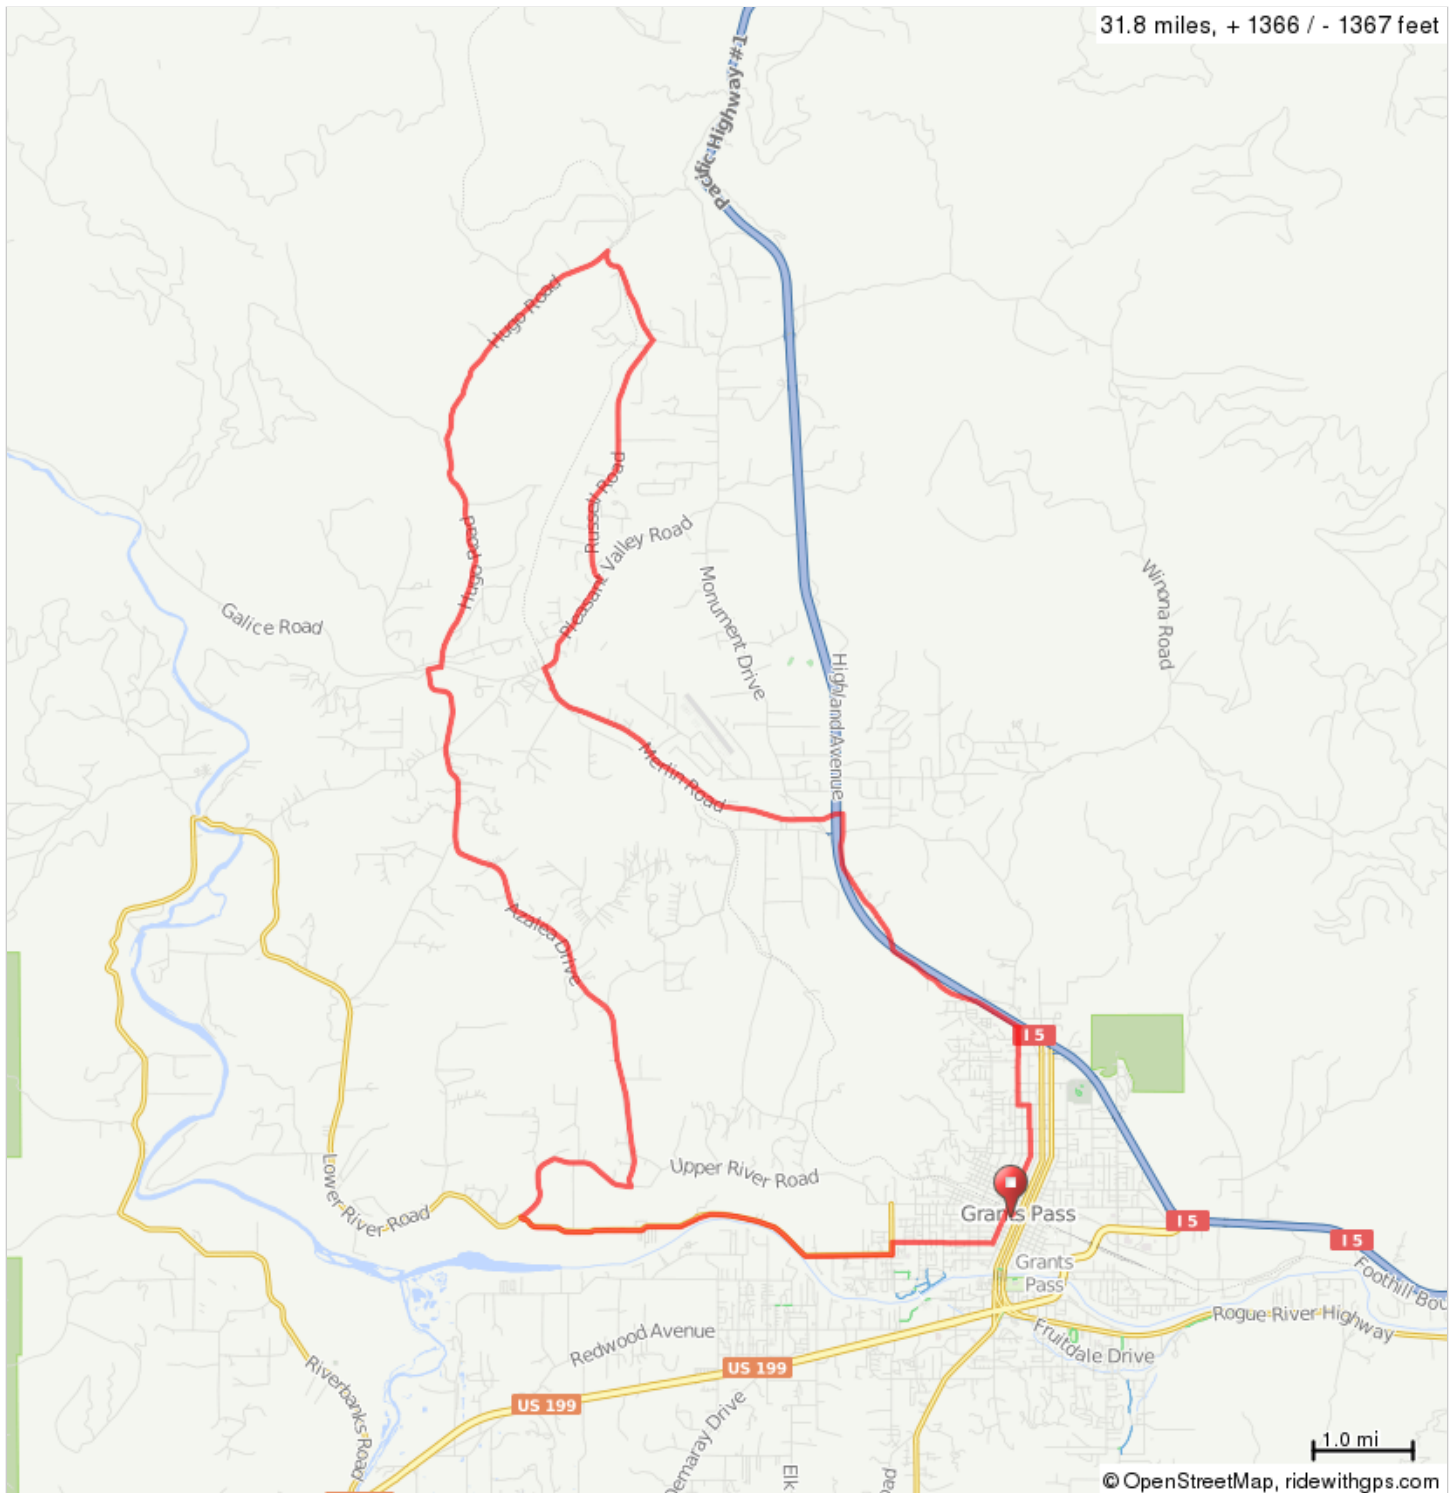 31.8 miles, + 1366 / - 1367 feet
Pacific Highway #1
Hugo Road
Russell Road
Pleasant Valley Road
Hugo Road
Galice Road
Monument Drive
Winona Road
Highland Avenue
Merlin Road
Azalea Drive
I 5
Upper River Road
Lower River Road
Grants Pass
I 5
I 5
Grants
Pass
Foothill Bou
Rogue River Highway
Redwood Avenue
Fruitdale Drive
US 199
US 199
Riverbanks Road
Demaray Drive
Elk
1.0 mi
© OpenStreetMap, ridewithgps.com